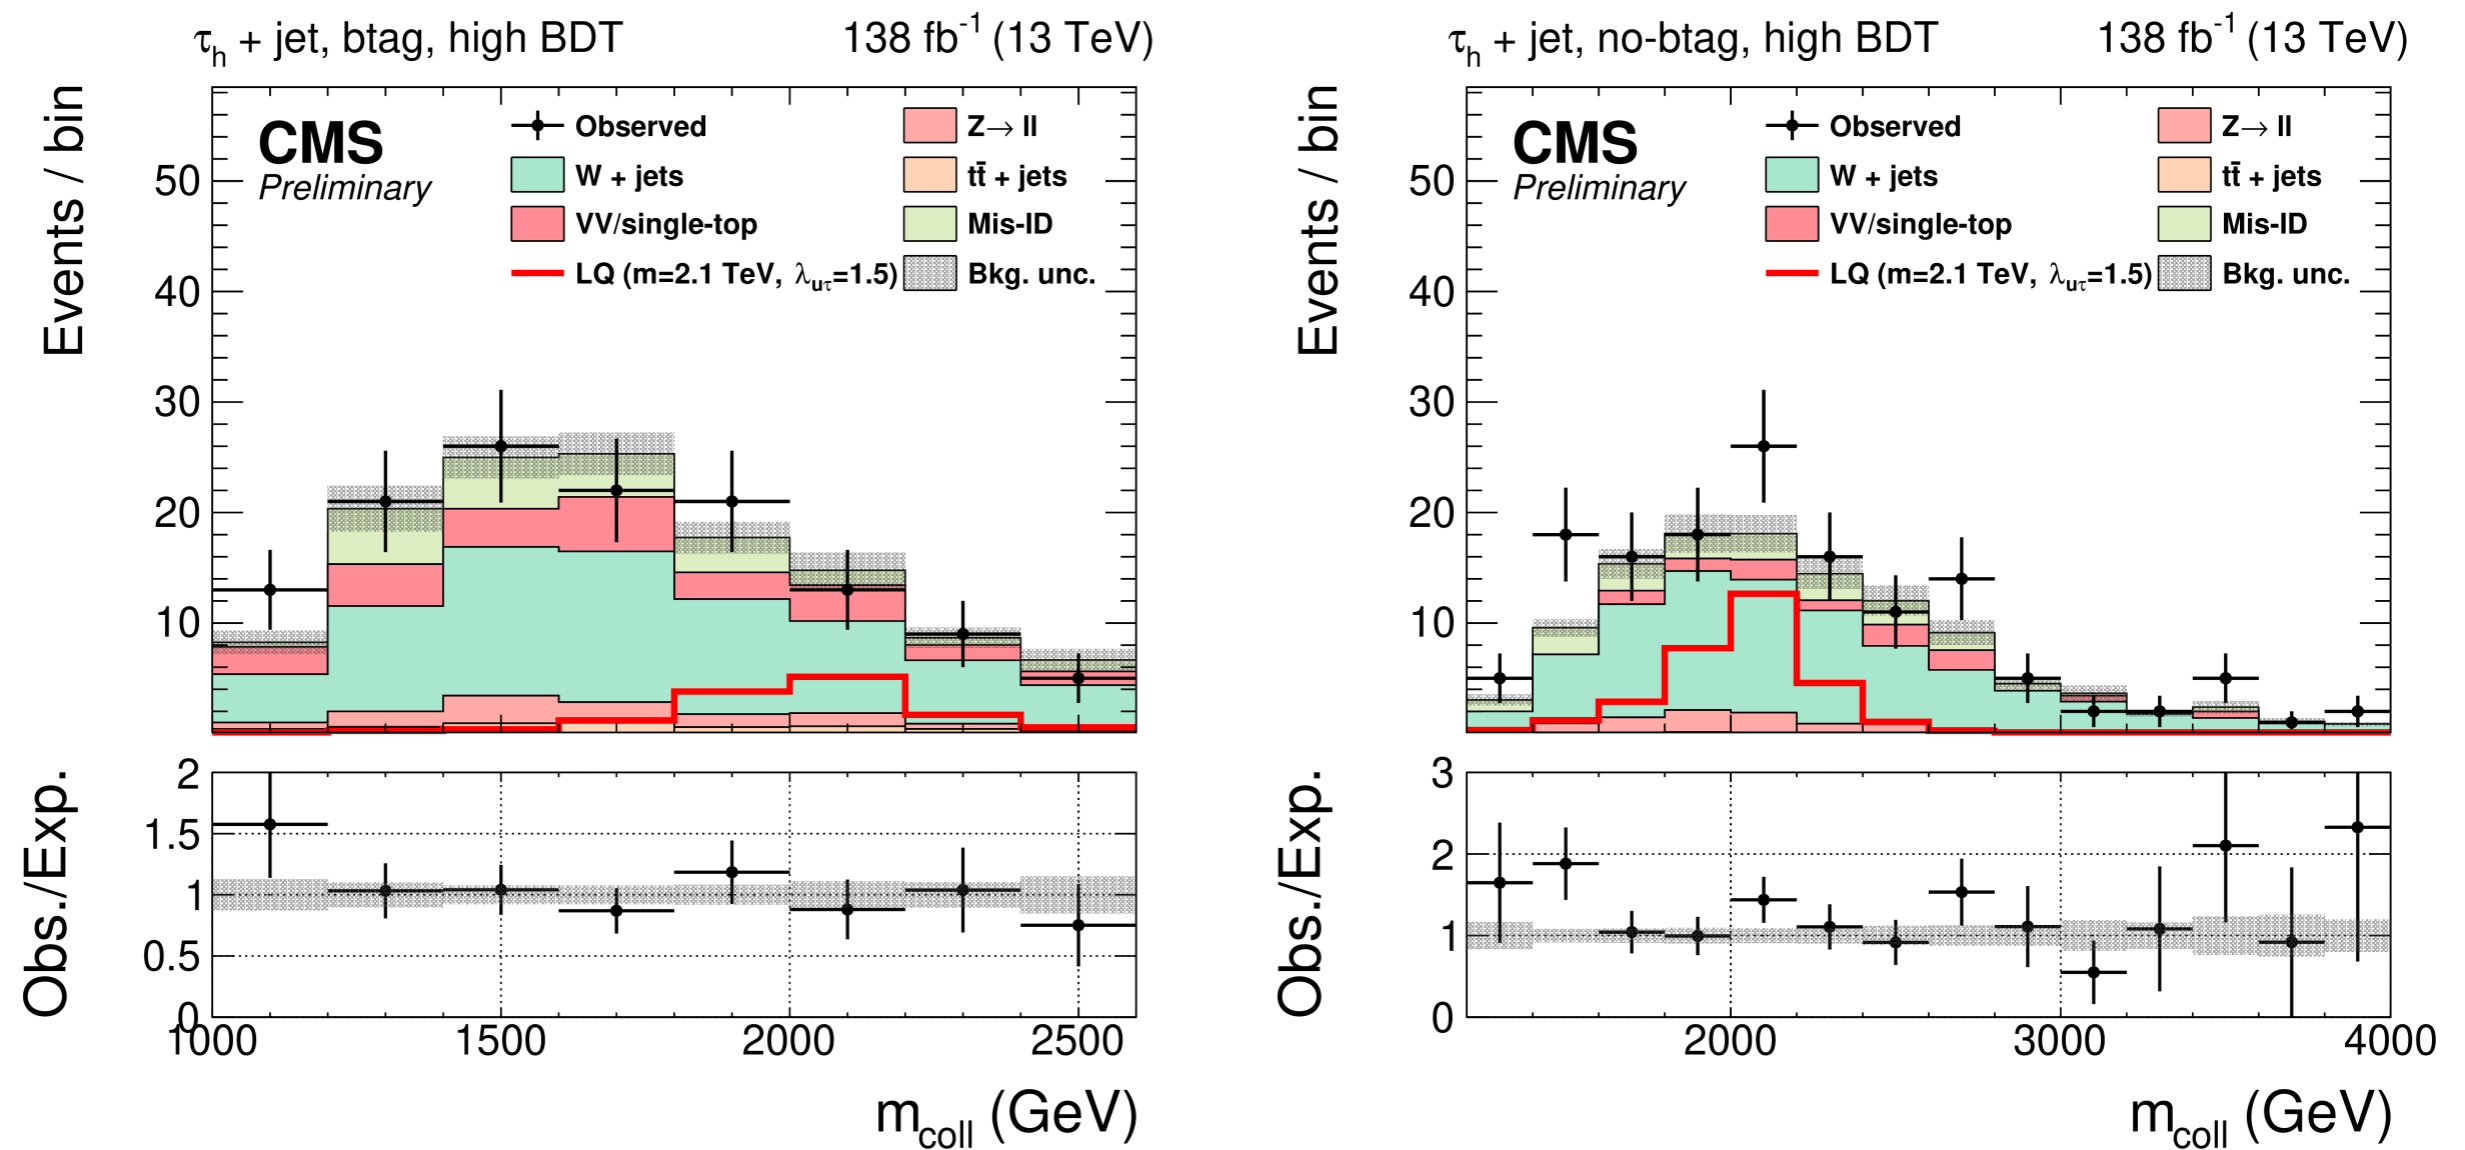 τh + jet, btag, high BDT 138 fb-1 (13 TeV)
CMS
Preliminary
Observed
W + jets
VV/single-top
LQ (m=2.1 TeV, λuτ=1.5)
Z→ ll
tt̄ + jets
Mis-ID
Bkg. unc.
Events / bin
50
40
30
20
10
Obs./Exp.
2
1.5
1
0.5
0
1000 1500 2000 2500
mcoll (GeV)
τh + jet, no-btag, high BDT 138 fb-1 (13 TeV)
CMS
Preliminary
Observed
W + jets
VV/single-top
LQ (m=2.1 TeV, λuτ=1.5)
Z→ ll
tt̄ + jets
Mis-ID
Bkg. unc.
Events / bin
50
40
30
20
10
Obs./Exp.
3
2
1
0
2000 3000 4000
mcoll (GeV)